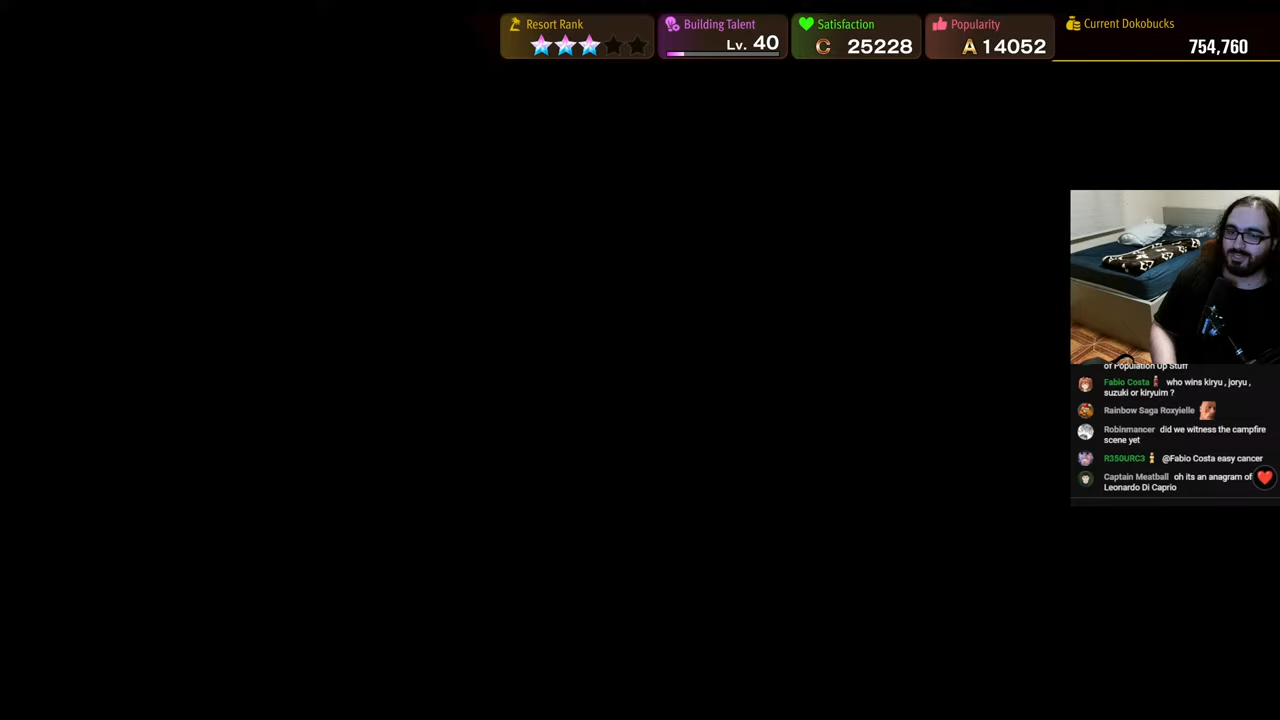 Resort Rank
Building Talent
Lv. 40
Satisfaction
C 25228
Popularity
A 14052
Current Dokobucks
754,760
of Population Up Stuff
Fabio Costa who wins kiryu , joryu ,
suzuki or kiryuim ?
Rainbow Saga Roxyielle
Robinmancer did we witness the campfire
scene yet
R350URC3 @Fabio Costa easy cancer
Captain Meatball oh its an anagram of
Leonardo Di Caprio